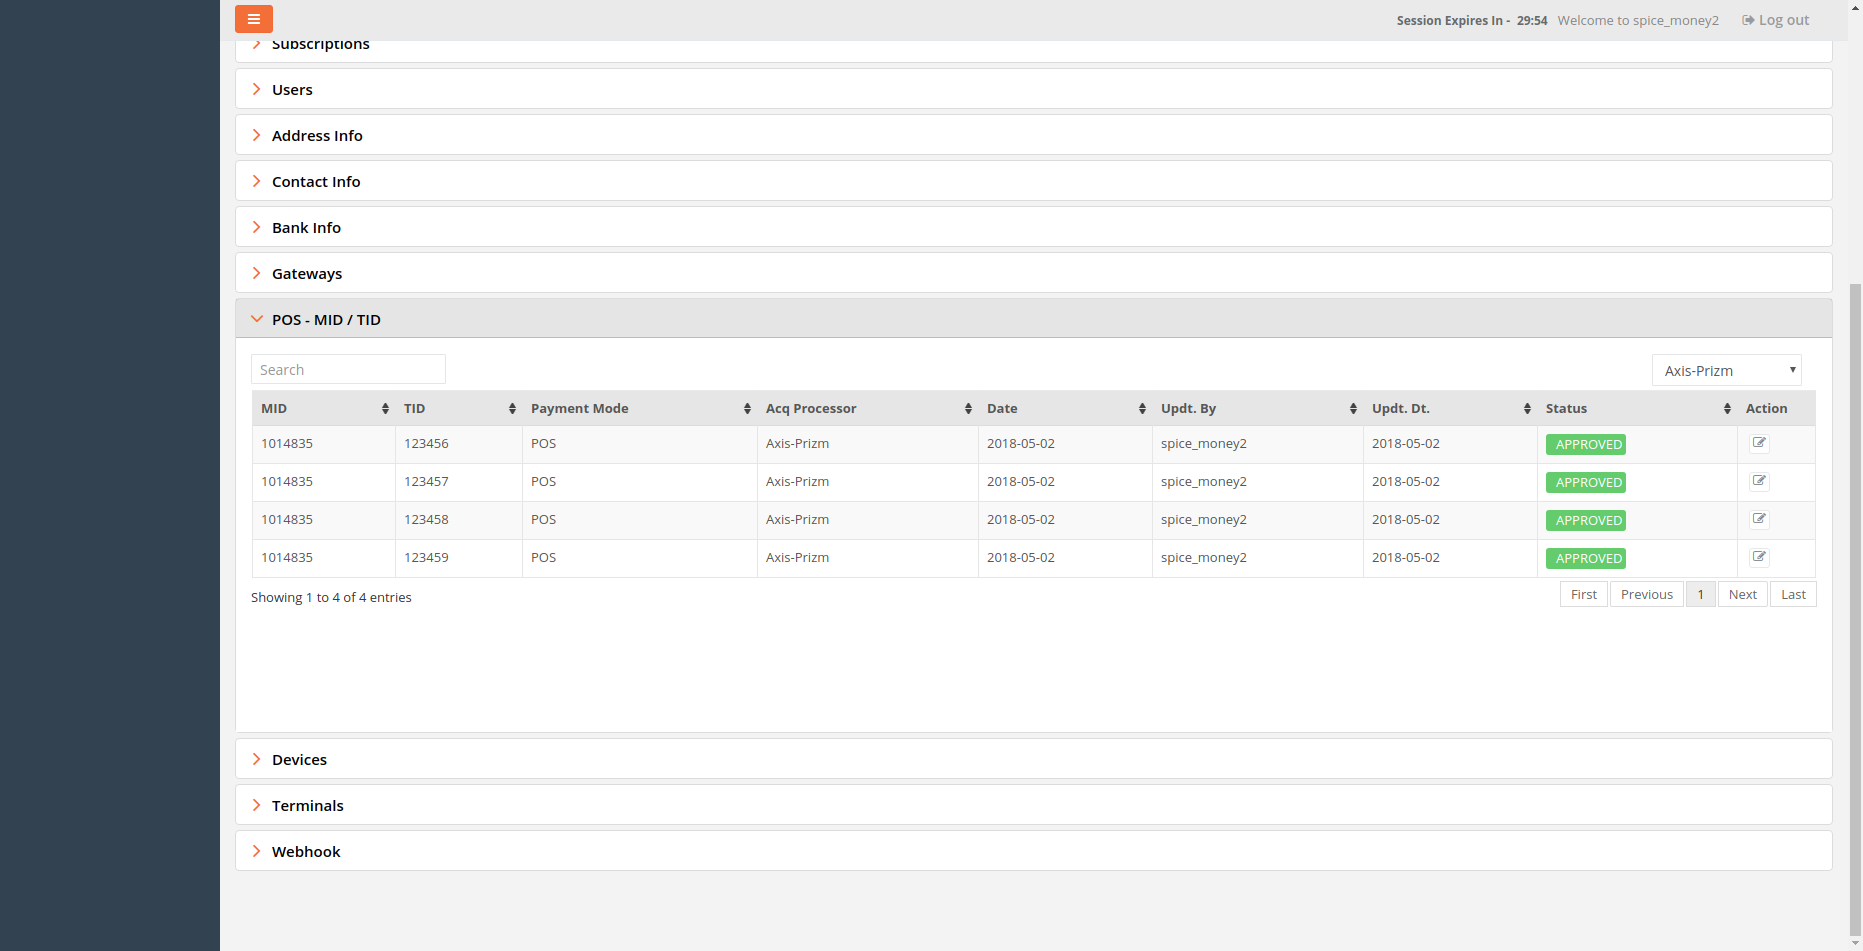 Session Expires In - 29:54 Welcome to spice_money2 Log out
Subscriptions
Users
Address Info
Contact Info
Bank Info
Gateways
POS - MID / TID
Search Axis-Prizm
MID TID Payment Mode Acq Processor Date Updt. By Updt. Dt. Status Action
1014835 123456 POS Axis-Prizm 2018-05-02 spice_money2 2018-05-02 APPROVED
1014835 123457 POS Axis-Prizm 2018-05-02 spice_money2 2018-05-02 APPROVED
1014835 123458 POS Axis-Prizm 2018-05-02 spice_money2 2018-05-02 APPROVED
1014835 123459 POS Axis-Prizm 2018-05-02 spice_money2 2018-05-02 APPROVED
Showing 1 to 4 of 4 entries First Previous 1 Next Last
Devices
Terminals
Webhook